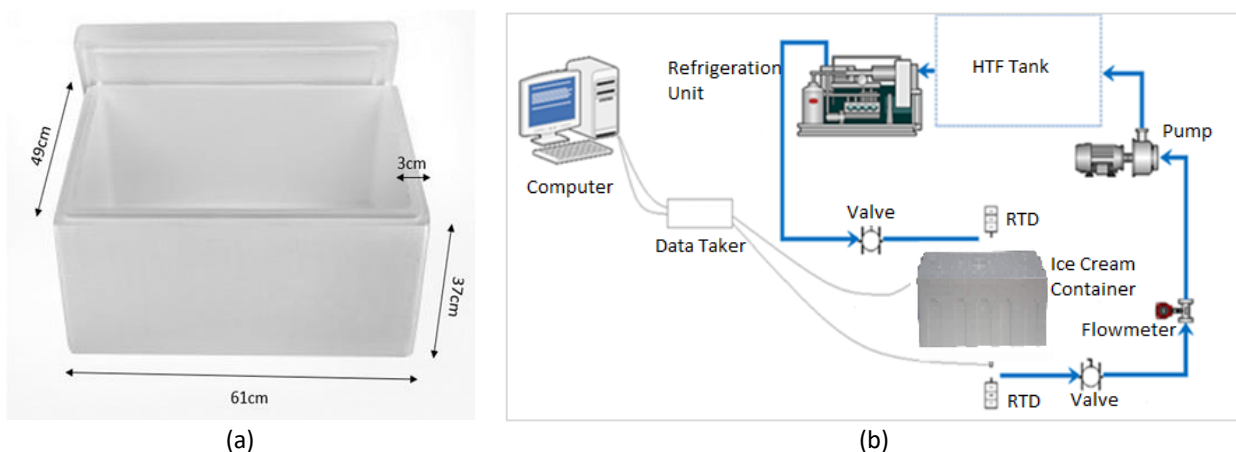 49cm
3cm
37cm
61cm
(a)
Refrigeration
Unit
HTF Tank
Pump
Computer
Data Taker
Valve
RTD
Ice Cream
Container
Flowmeter
RTD
Valve
(b)